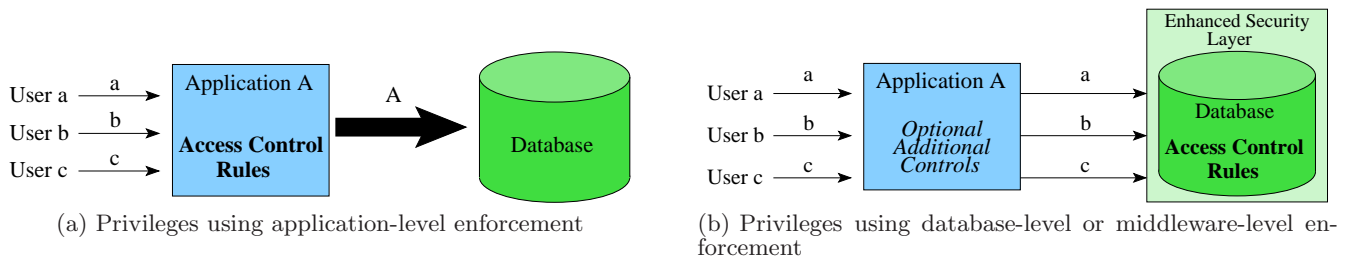 User a
a
User b
b
User c
c
Application A
Access Control
Rules
A
Database
(a) Privileges using application-level enforcement
User a
a
User b
b
User c
c
Application A
Optional
Additional
Controls
a
b
c
Enhanced Security
Layer
Database
Access Control
Rules
(b) Privileges using database-level or middleware-level en-
forcement